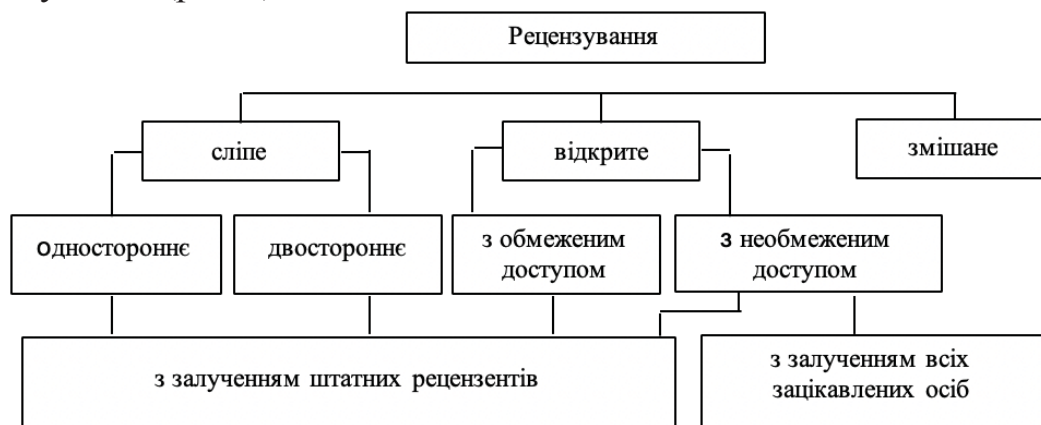 Рецензування
сліпе
відкрите
змішане
одностороннє
двостороннє
з обмеженим
доступом
з необмеженим
доступом
з залученням штатних рецензентів
з залученням всіх
зацікавлених осіб